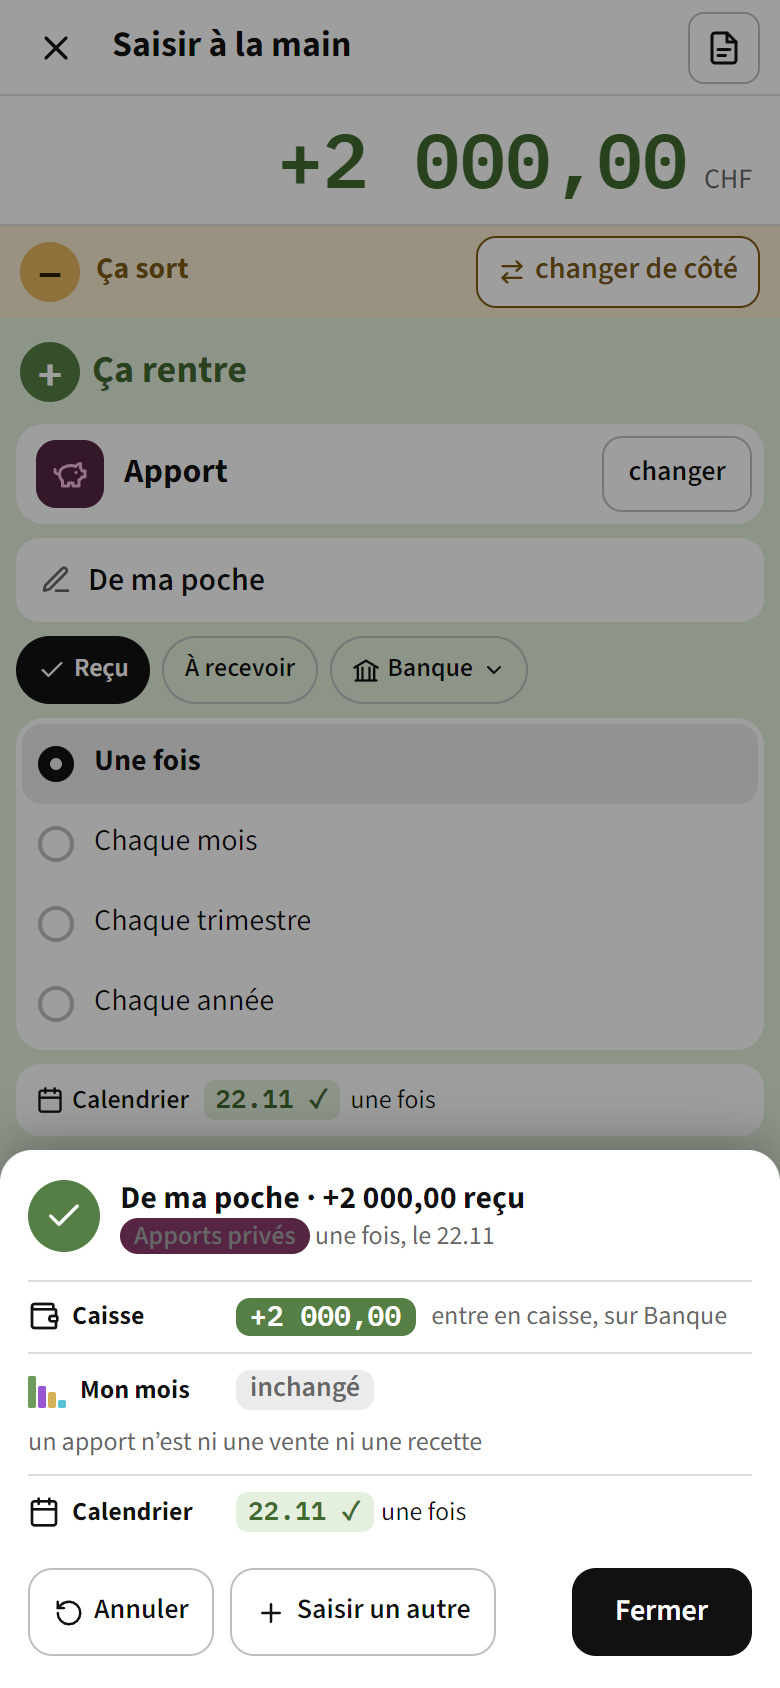 Saisir à la main
+2 000,00 CHF
Ça sort
changer de côté
Ça rentre
Apport
changer
De ma poche
Reçu
À recevoir
Banque
Une fois
Chaque mois
Chaque trimestre
Chaque année
Calendrier 22.11 ✓ une fois
De ma poche · +2 000,00 reçu
Apports privés une fois, le 22.11
Caisse +2 000,00 entre en caisse, sur Banque
Mon mois inchangé
un apport n’est ni une vente ni une recette
Calendrier 22.11 ✓ une fois
Annuler
Saisir un autre
Fermer